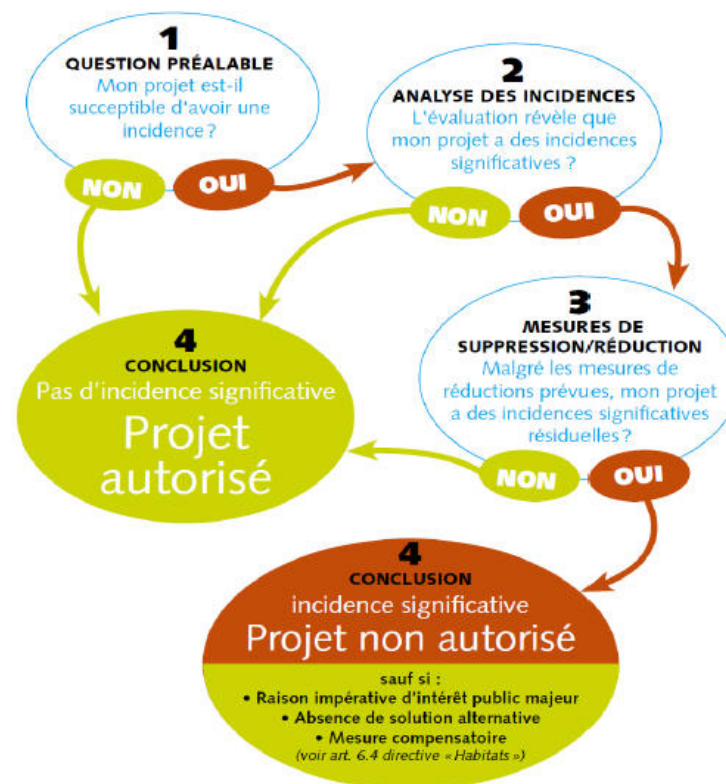 1
QUESTION PRÉALABLE
Mon projet est-il
succeptible d'avoir une
incidence ?
NON
OUI
2
ANALYSE DES INCIDENCES
L'évaluation révèle que
mon projet a des incidences
significatives ?
NON
OUI
3
MESURES DE
SUPPRESSION/RÉDUCTION
Malgré les mesures de
réductions prévues, mon projet
a des incidences significatives
résiduelles ?
NON
OUI
4
CONCLUSION
Pas d'incidence significative
Projet
autorisé
4
CONCLUSION
incidence significative
Projet non autorisé
sauf si :
• Raison impérative d'intérêt public majeur
• Absence de solution alternative
• Mesure compensatoire
(voir art. 6.4 directive « Habitats »)